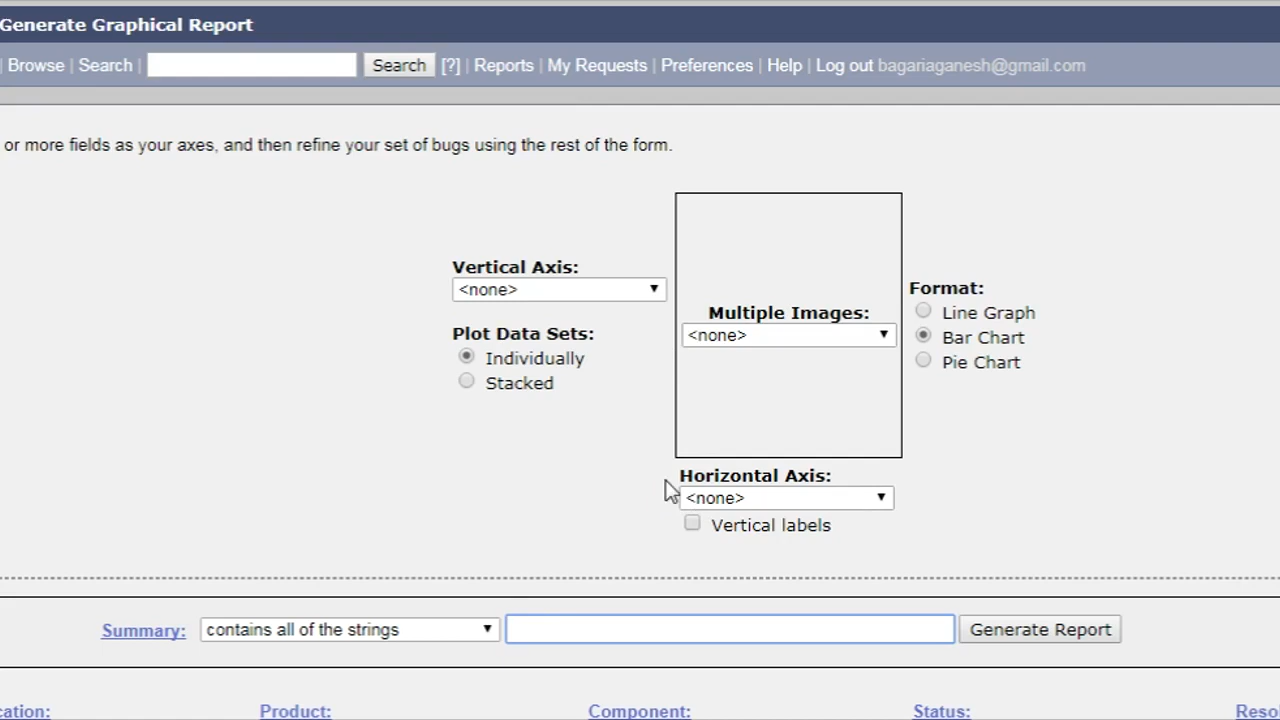 Generate Graphical Report
| Browse | Search | Search [?] | Reports | My Requests | Preferences | Help | Log out bagariaganesh@gmail.com
or more fields as your axes, and then refine your set of bugs using the rest of the form.
Vertical Axis:
<none>
Plot Data Sets:
Individually
Stacked
Multiple Images:
<none>
Format:
Line Graph
Bar Chart
Pie Chart
Horizontal Axis:
<none>
Vertical labels
Summary: contains all of the strings Generate Report
cation: Product: Component: Status: Reso